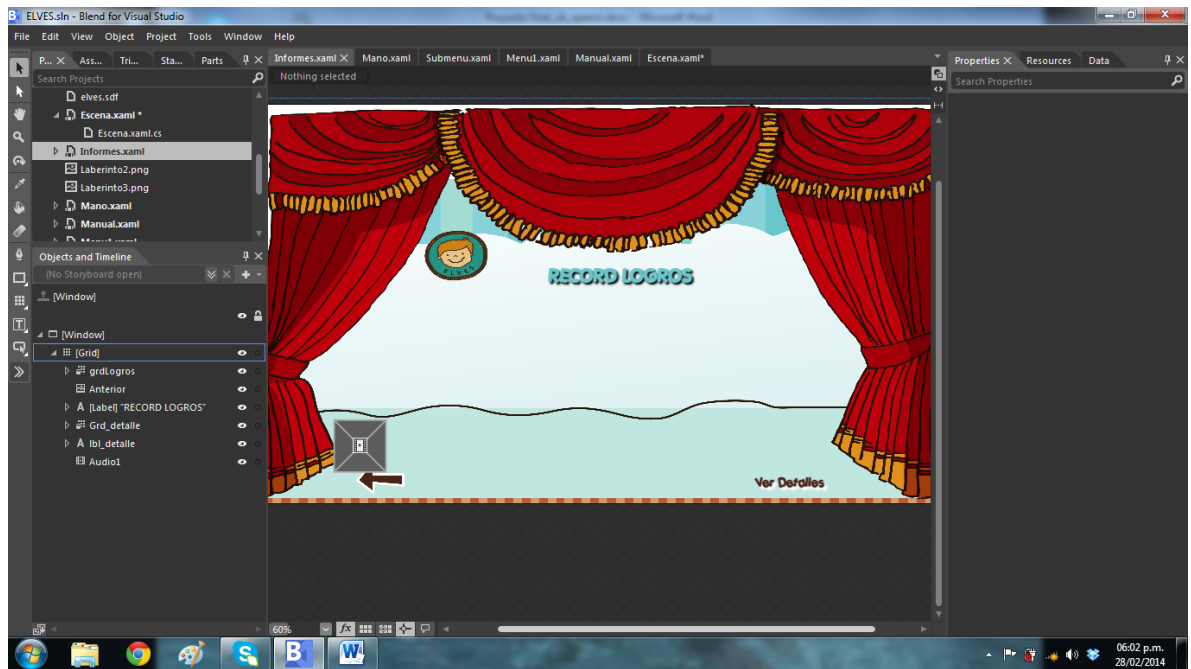 ELVES.sln - Blend for Visual Studio
File Edit View Object Project Tools Window Help
P... Ass... Tri... Sta... Parts
Informes.xaml Mano.xaml Submenu.xaml Menu1.xaml Manual.xaml Escena.xaml*
Properties Resources Data
Search Projects
Nothing selected
Search Properties
elves.sdf
Escena.xaml *
Escena.xaml.cs
Informes.xaml
Laberinto2.png
Laberinto3.png
Mano.xaml
Manual.xaml
Objects and Timeline
(No Storyboard open)
[Window]
[Window]
[Grid]
grdLogros
Anterior
[Label] "RECORD LOGROS"
Grd_detalle
lbl_detalle
Audio1
ELVES
RECORD LOGROS
Ver Detalles
60%
fx
06:02 p.m.
28/02/2014